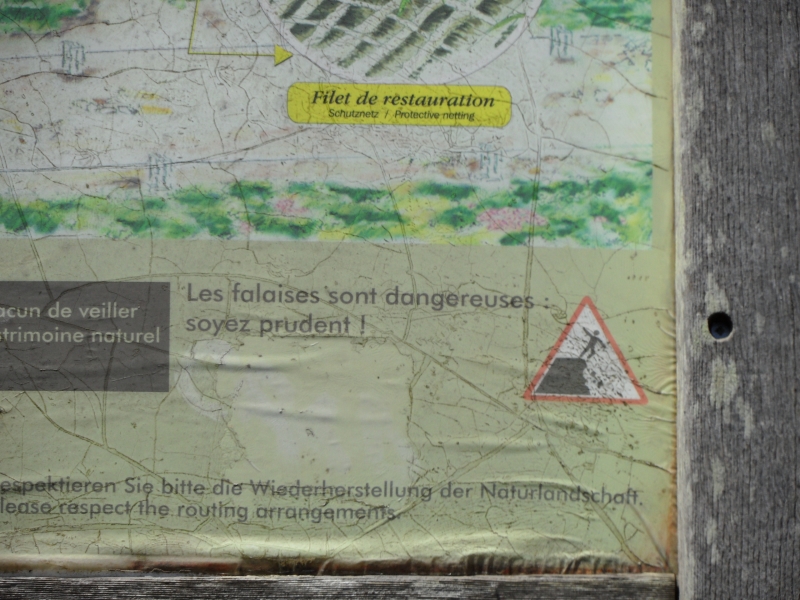 Filet de restauration
Schutznetz / Protective netting
acun de veiller
strimoine naturel
Les falaises sont dangereuses :
soyez prudent !
espektieren Sie bitte die Wiederherstellung der Naturlandschaft.
lease respect the routing arrangements.